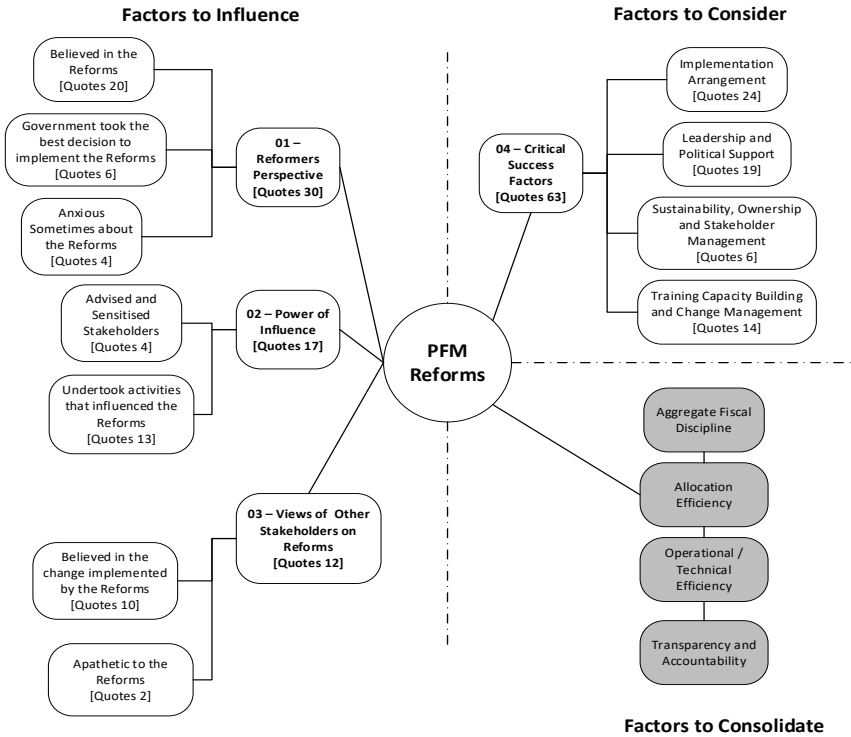 Factors to Influence
Believed in the
Reforms
[Quotes 20]
Government took the
best decision to
implement the Reforms
[Quotes 6]
Anxious
Sometimes about
the Reforms
[Quotes 4]
01 –
Reformers
Perspective
[Quotes 30]
Advised and
Sensitised
Stakeholders
[Quotes 4]
Undertook activities
that influenced the
Reforms
[Quotes 13]
02 – Power of
Influence
[Quotes 17]
Believed in the
change implemented
by the Reforms
[Quotes 10]
Apathetic to the
Reforms
[Quotes 2]
03 – Views of Other
Stakeholders on
Reforms
[Quotes 12]
PFM
Reforms
Factors to Consider
04 – Critical
Success
Factors
[Quotes 63]
Implementation
Arrangement
[Quotes 24]
Leadership and
Political Support
[Quotes 19]
Sustainability, Ownership
and Stakeholder
Management
[Quotes 6]
Training Capacity Building
and Change Management
[Quotes 14]
Aggregate Fiscal
Discipline
Allocation
Efficiency
Operational /
Technical
Efficiency
Transparency and
Accountability
Factors to Consolidate